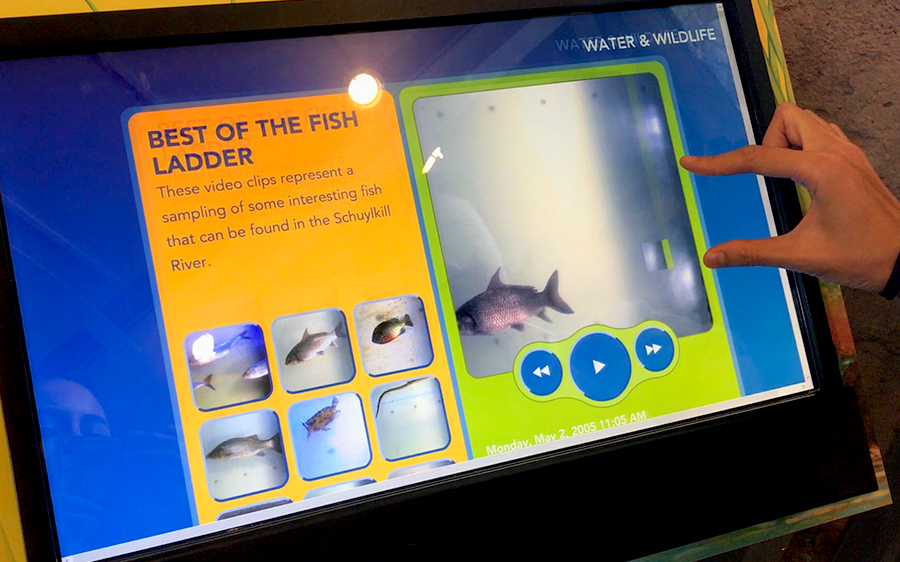 WATER & WILDLIFE
BEST OF THE FISH
LADDER
These video clips represent a
sampling of some interesting fish
that can be found in the Schuylkill
River.
Monday, May 2, 2005 11:05 AM